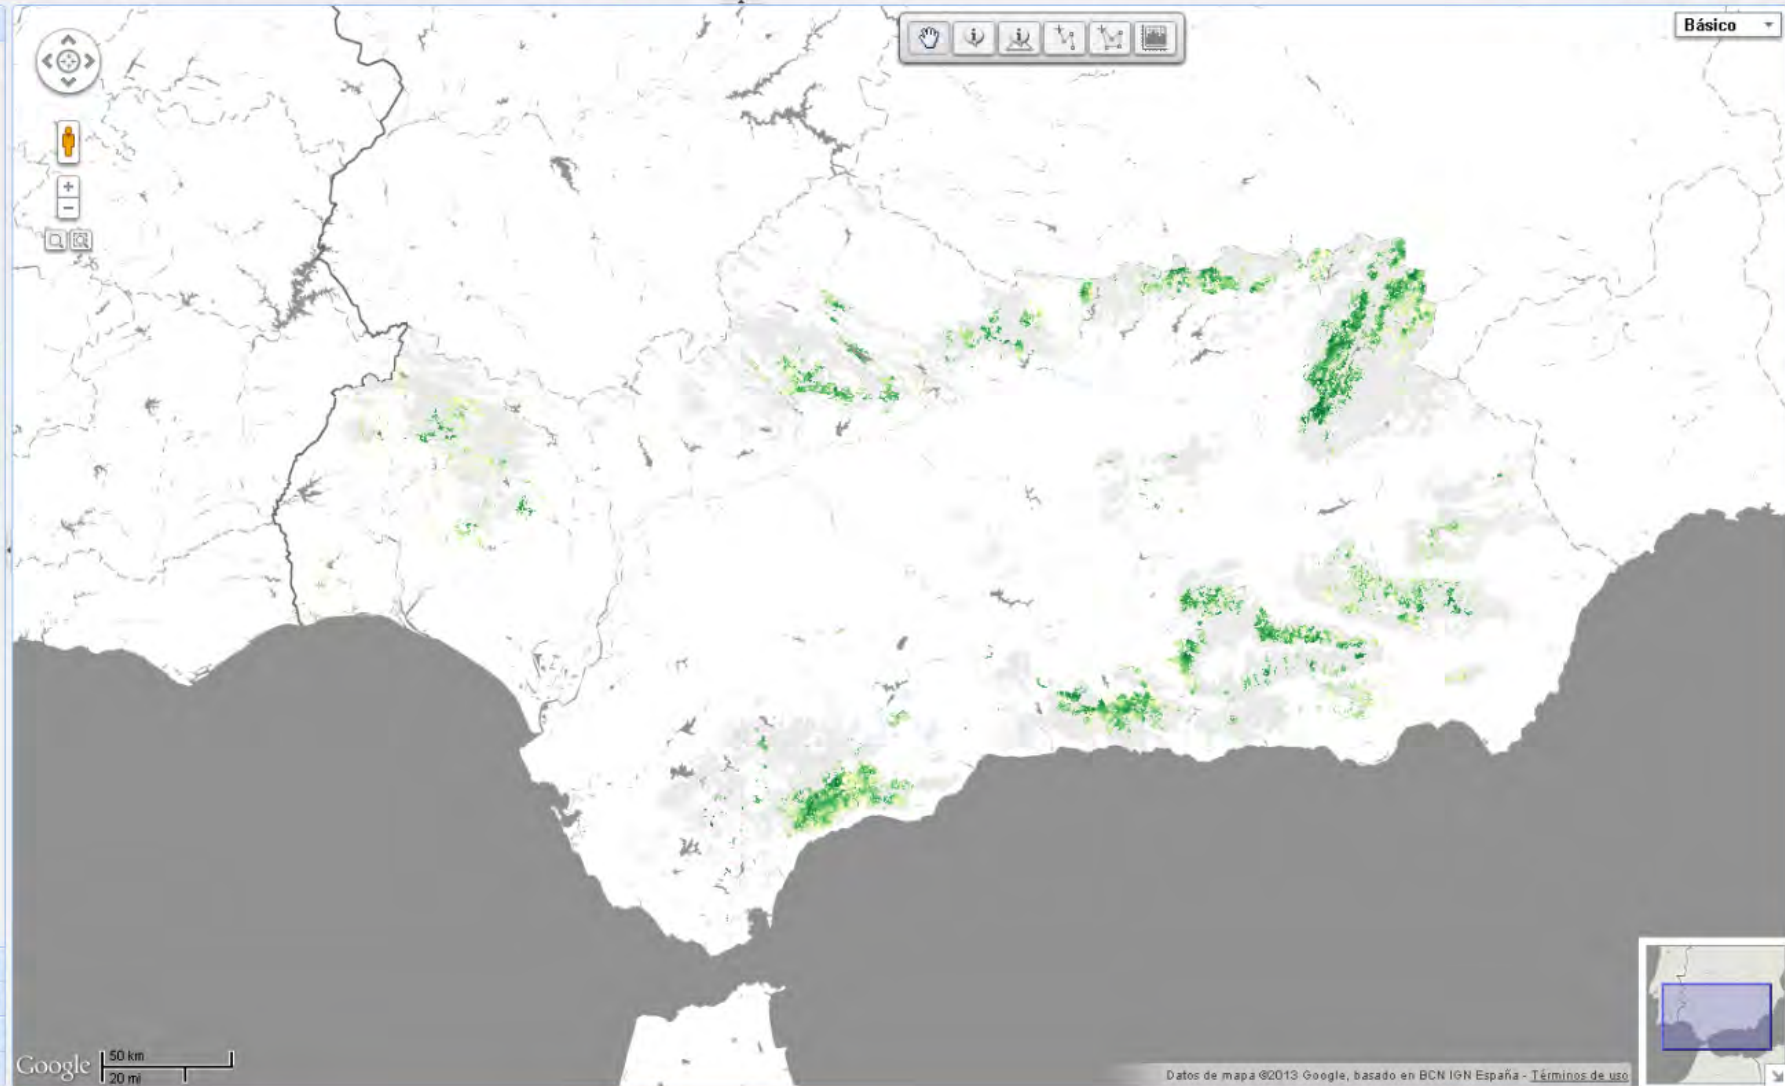 Básico
Google
50 km
20 mi
Datos de mapa ©2013 Google, basado en BCN IGN España - Términos de uso